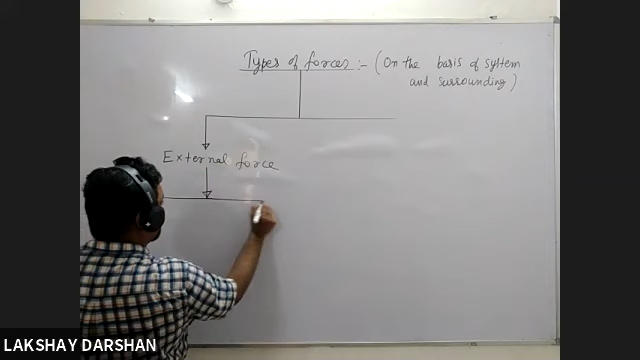 Types of forces :- (On the basis of system
and surrounding)
External force
LAKSHAY DARSHAN